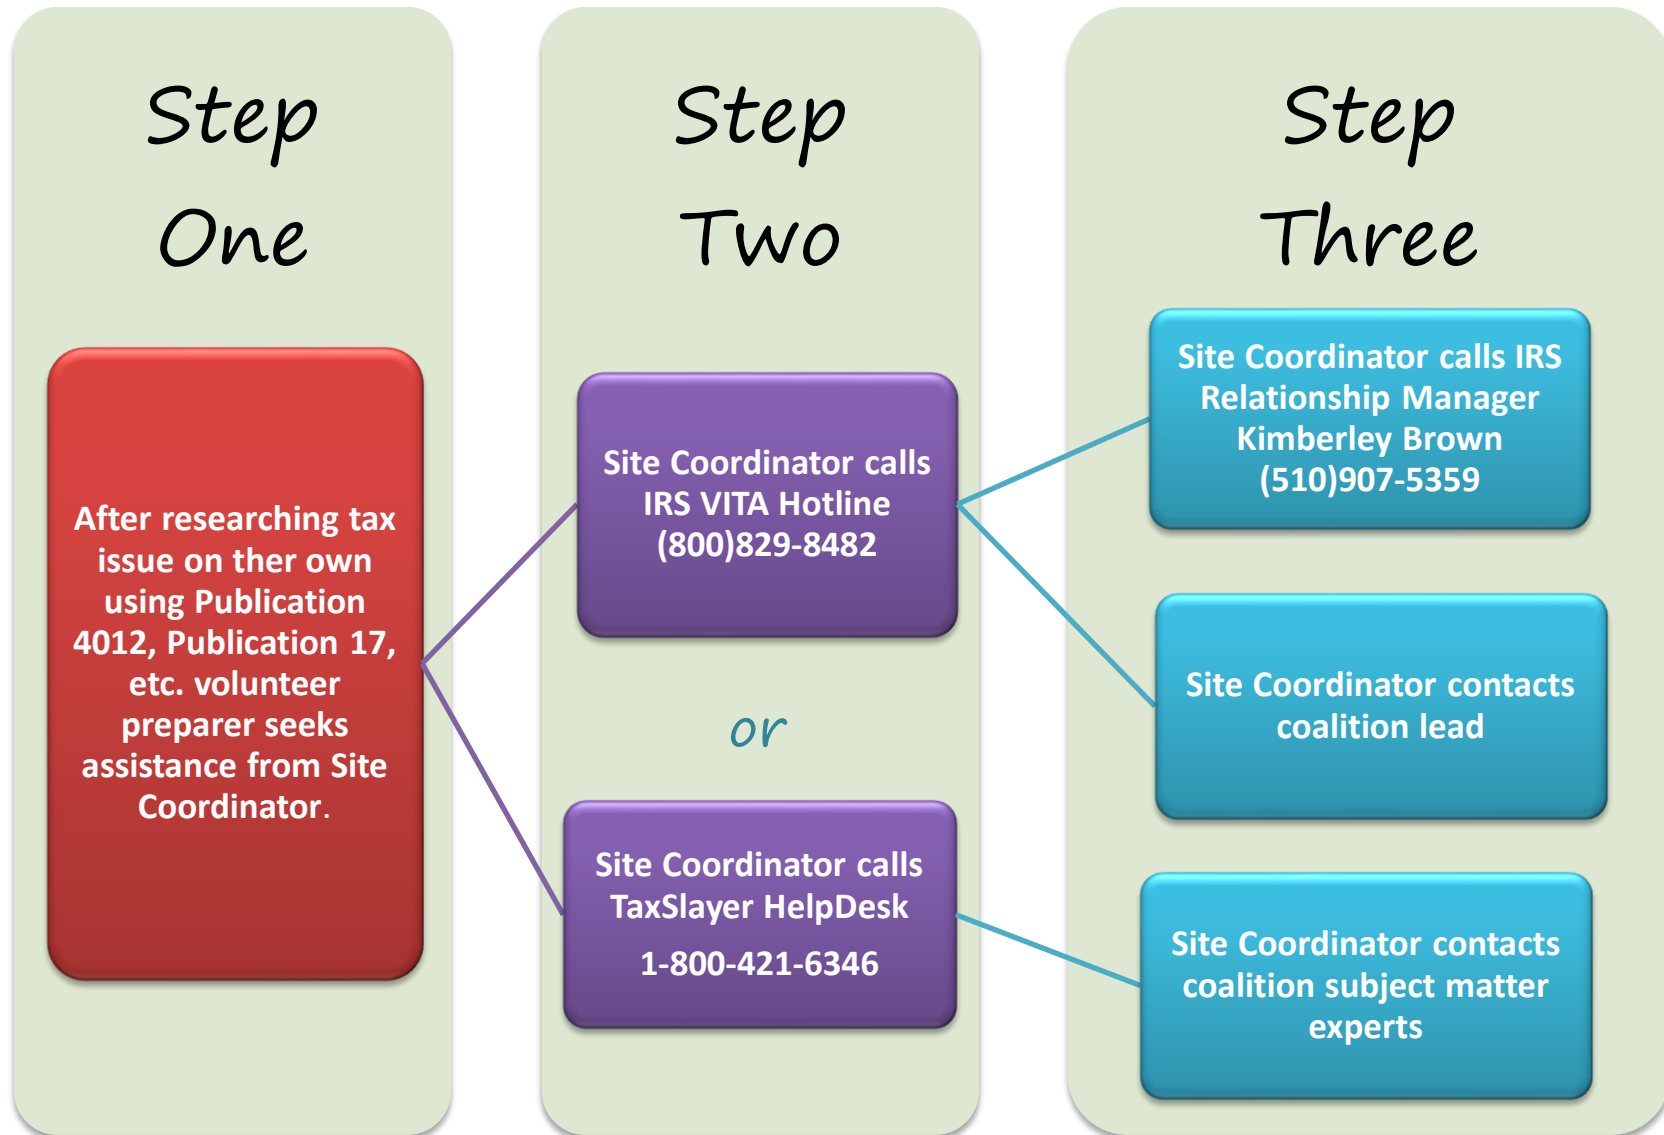 Step
One
After researching tax
issue on ther own
using Publication
4012, Publication 17,
etc. volunteer
preparer seeks
assistance from Site
Coordinator.
Step
Two
Site Coordinator calls
IRS VITA Hotline
(800)829-8482
or
Site Coordinator calls
TaxSlayer HelpDesk
1-800-421-6346
Step
Three
Site Coordinator calls IRS
Relationship Manager
Kimberley Brown
(510)907-5359
Site Coordinator contacts
coalition lead
Site Coordinator contacts
coalition subject matter
experts